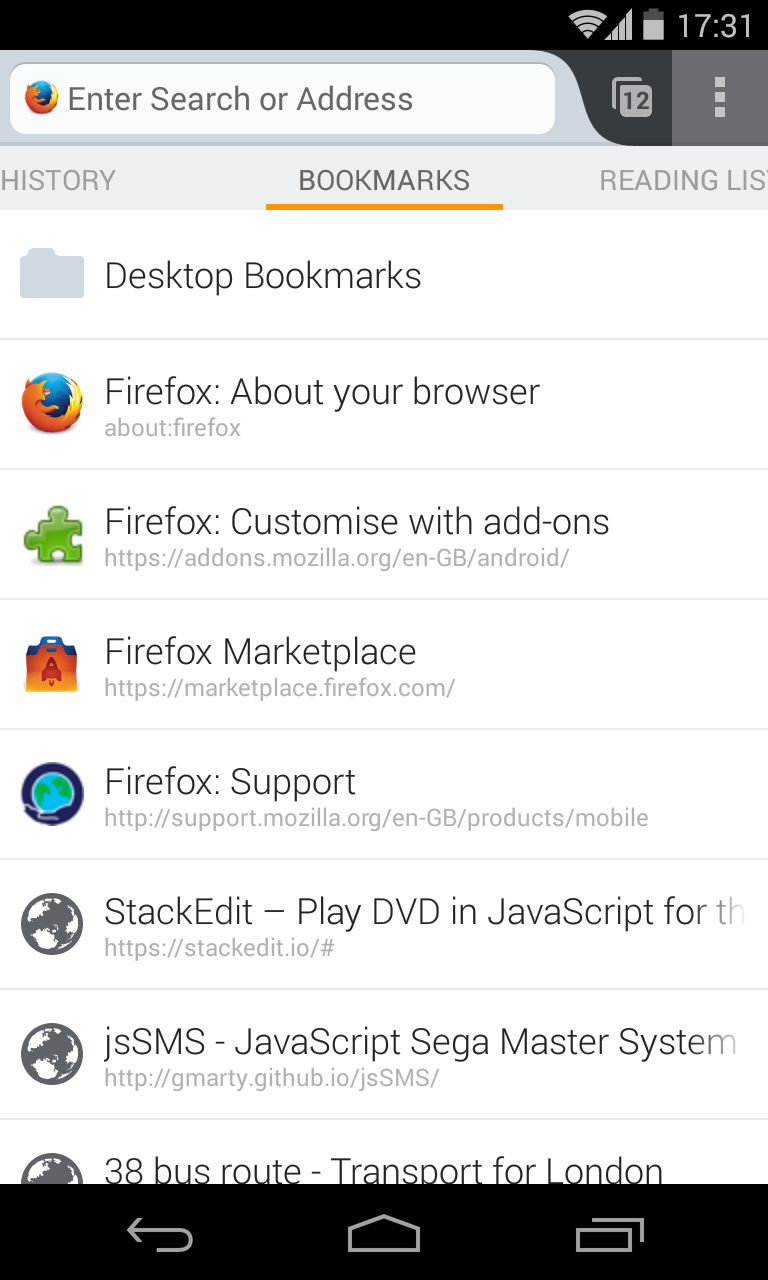 17:31
Enter Search or Address
12
HISTORY
BOOKMARKS
READING LIS
Desktop Bookmarks
Firefox: About your browser
about:firefox
Firefox: Customise with add-ons
https://addons.mozilla.org/en-GB/android/
Firefox Marketplace
https://marketplace.firefox.com/
Firefox: Support
http://support.mozilla.org/en-GB/products/mobile
StackEdit – Play DVD in JavaScript for th
https://stackedit.io/#
jsSMS - JavaScript Sega Master System
http://gmarty.github.io/jsSMS/
38 bus route - Transport for London